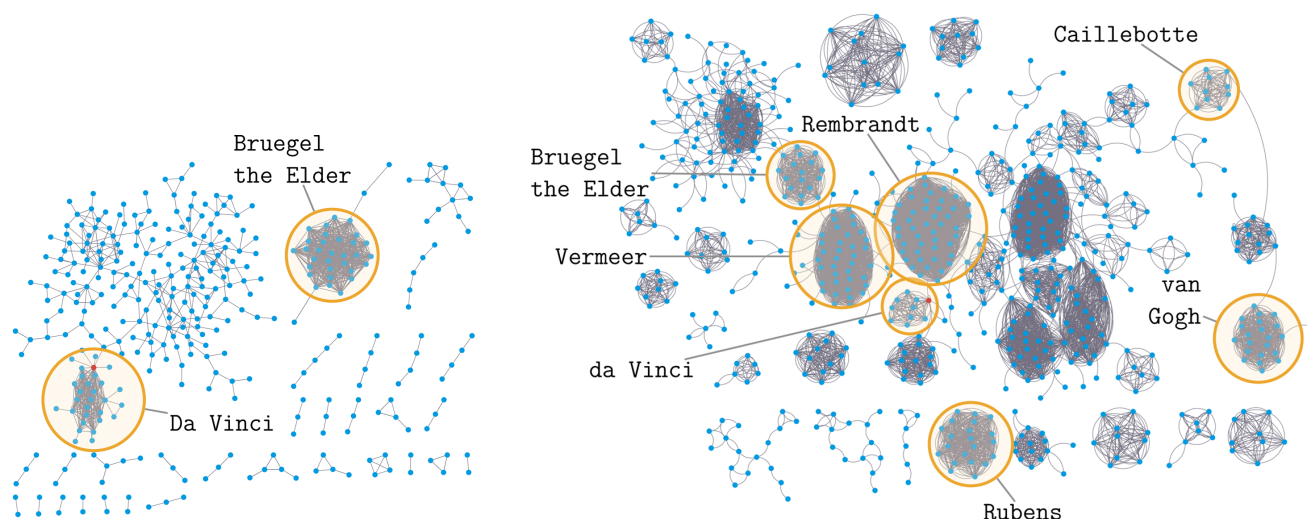 Bruegel
the Elder
Da Vinci
Caillebotte
Rembrandt
Bruegel
the Elder
Vermeer
van
Gogh
da Vinci
Rubens